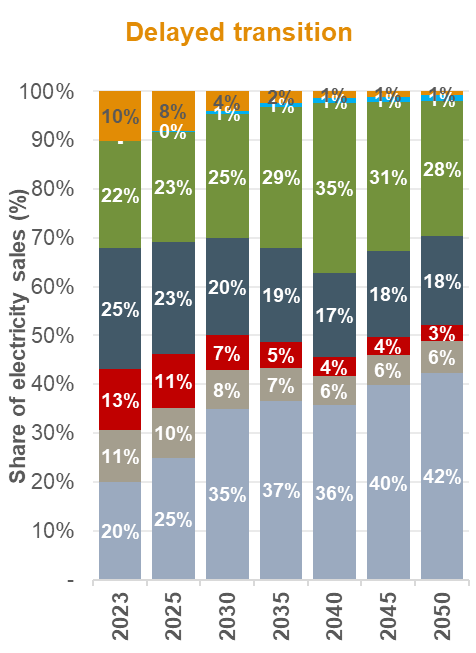 Delayed transition
Share of electricity sales (%)
100%
90%
80%
70%
60%
50%
40%
30%
20%
10%
-
10% 8% 4% 2% 1% 1% 1%
- 0% 1% 1% 1% 1% 1%
22% 23% 25% 29% 35% 31% 28%
25% 23% 20% 19% 17% 18% 18%
13% 11% 7% 5% 4% 4% 3%
11% 10% 8% 7% 6% 6% 6%
20% 25% 35% 37% 36% 40% 42%
2023 2025 2030 2035 2040 2045 2050